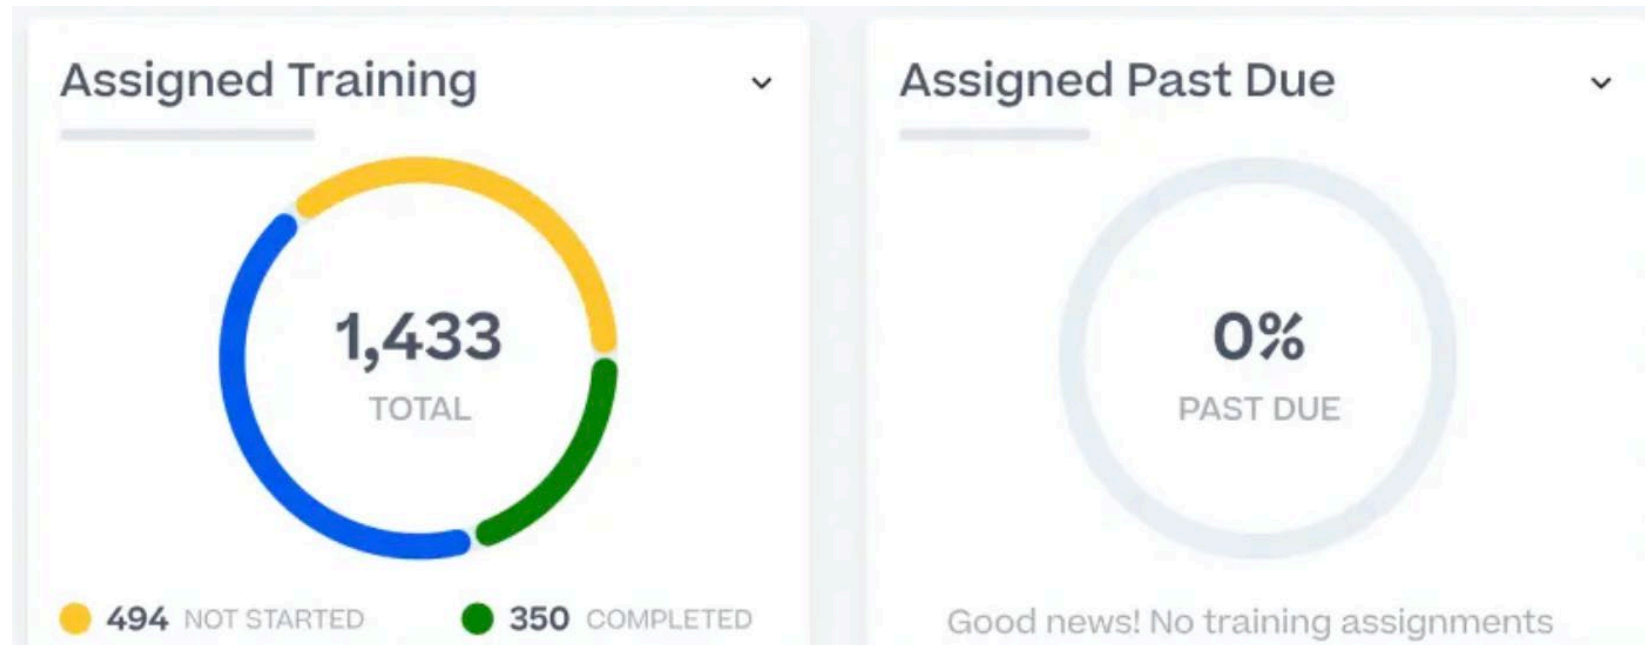 Assigned Training
1,433
TOTAL
494 NOT STARTED
350 COMPLETED
Assigned Past Due
0%
PAST DUE
Good news! No training assignments